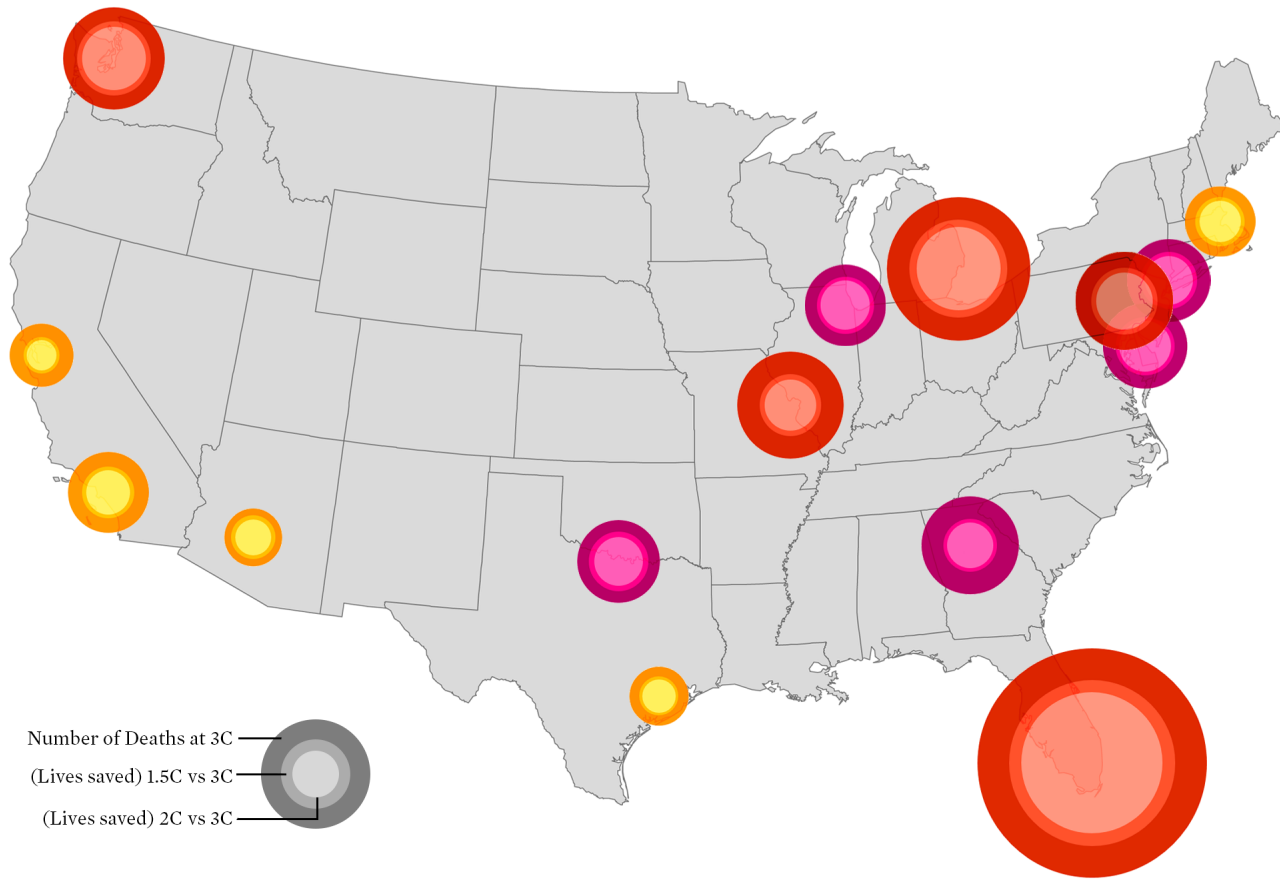 Number of Deaths at 3C
(Lives saved) 1.5C vs 3C
(Lives saved) 2C vs 3C